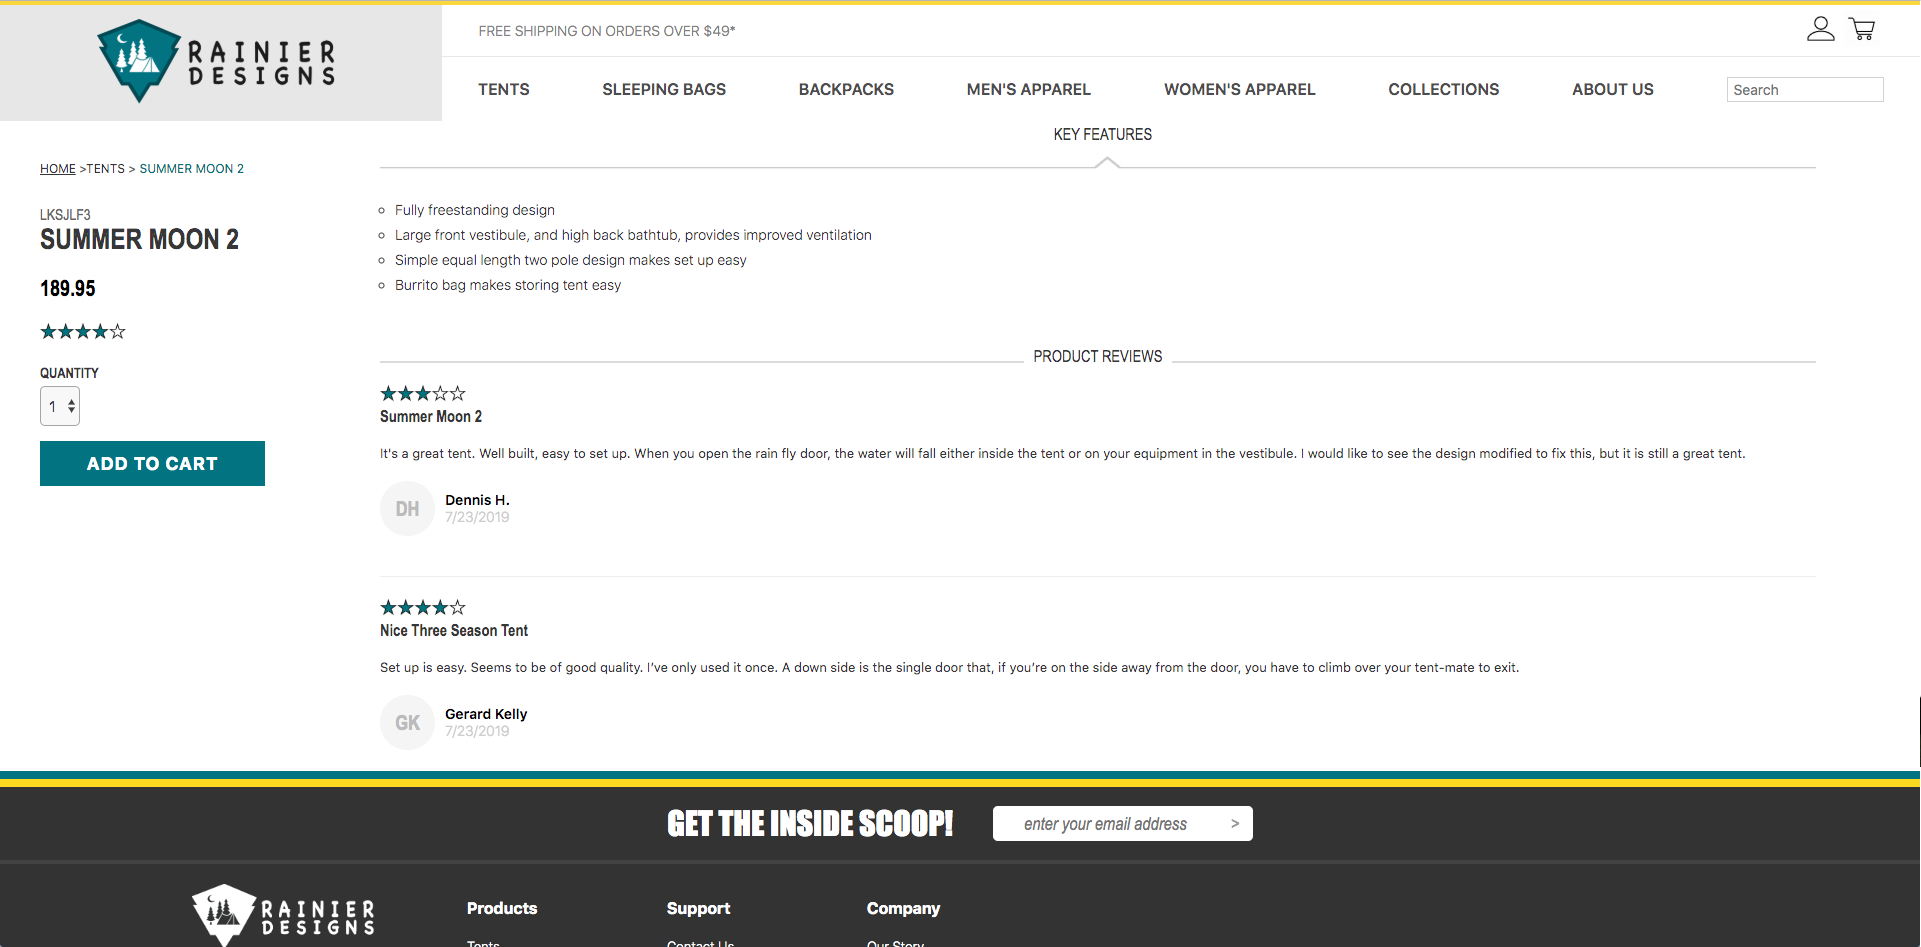 RAINIER
DESIGNS
FREE SHIPPING ON ORDERS OVER $49*
TENTS SLEEPING BAGS BACKPACKS MEN'S APPAREL WOMEN'S APPAREL COLLECTIONS ABOUT US Search
KEY FEATURES
HOME >TENTS > SUMMER MOON 2
LKSJLF3
SUMMER MOON 2
189.95
QUANTITY
1
ADD TO CART
Fully freestanding design
Large front vestibule, and high back bathtub, provides improved ventilation
Simple equal length two pole design makes set up easy
Burrito bag makes storing tent easy
PRODUCT REVIEWS
Summer Moon 2
It's a great tent. Well built, easy to set up. When you open the rain fly door, the water will fall either inside the tent or on your equipment in the vestibule. I would like to see the design modified to fix this, but it is still a great tent.
DH
Dennis H.
7/23/2019
Nice Three Season Tent
Set up is easy. Seems to be of good quality. I’ve only used it once. A down side is the single door that, if you’re on the side away from the door, you have to climb over your tent-mate to exit.
GK
Gerard Kelly
7/23/2019
GET THE INSIDE SCOOP!
enter your email address >
RAINIER
DESIGNS
Products Support Company
Tents Contact Us Our Story